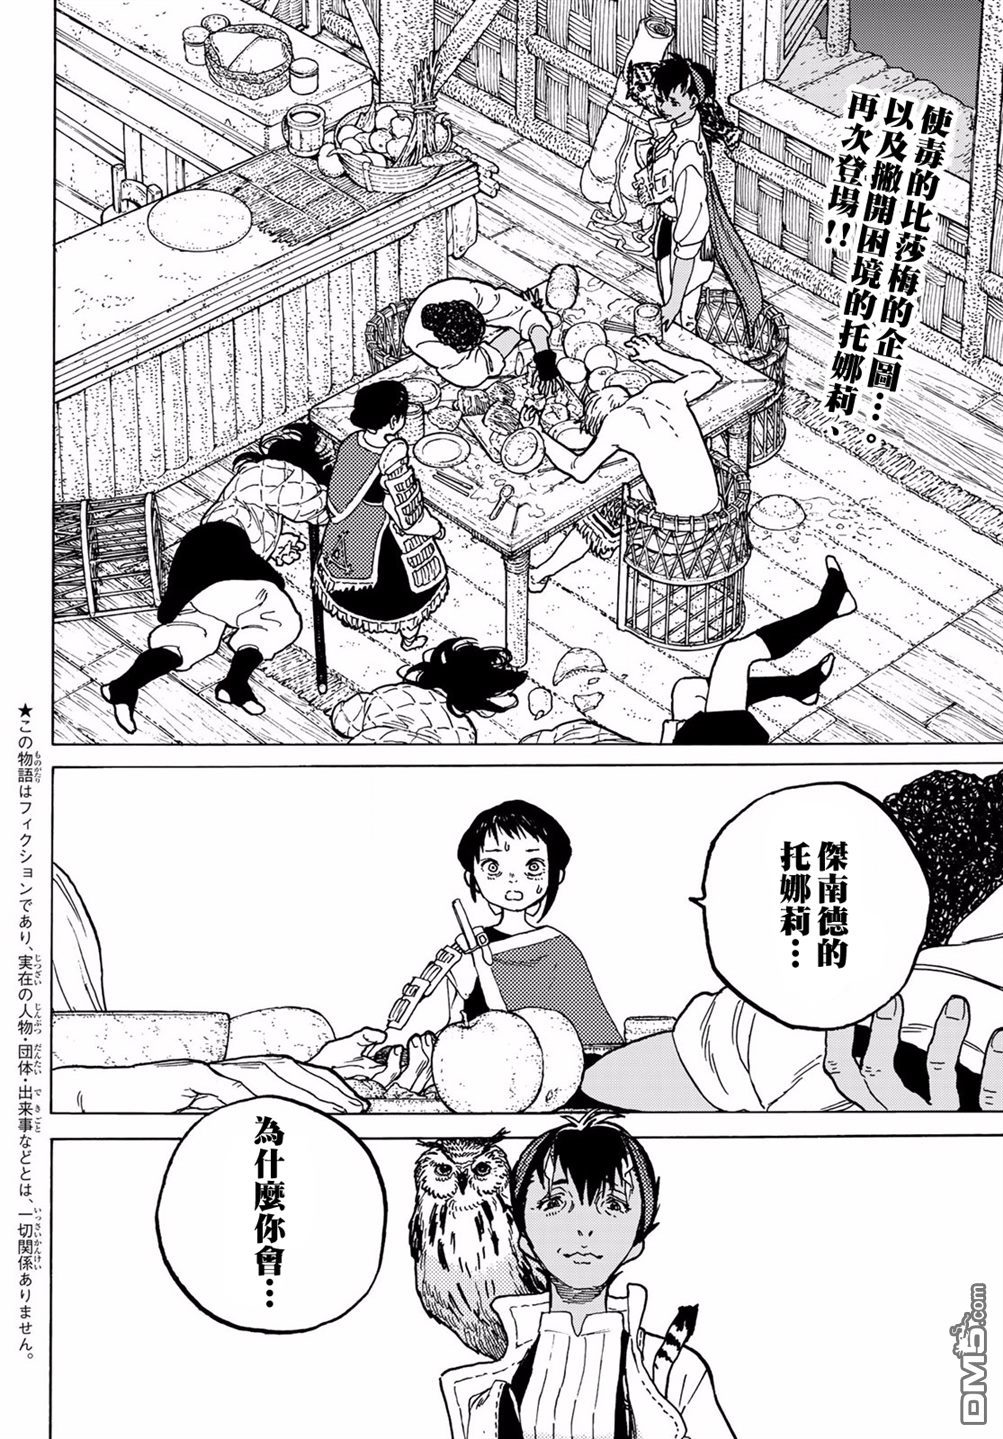 使毒的比莎梅的企圖…。
以及撇開困境的托娜莉、
再次登場!!
傑南德的
托娜莉…
為什麼你會…
★この物語はフィクションであり、実在の人物・団体・出来事などとは、一切関係ありません。
DM5.com